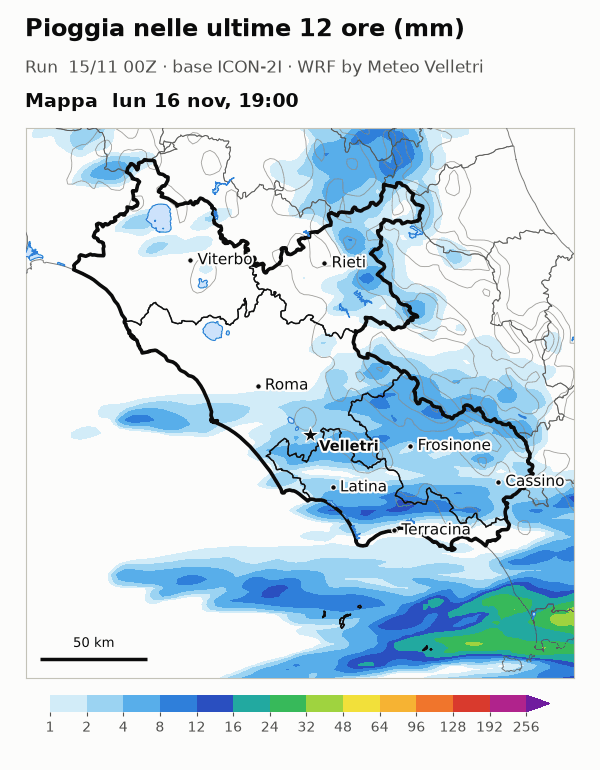 Pioggia nelle ultime 12 ore (mm)
Run  15/11 00Z · base ICON-2I · WRF by Meteo Velletri
Mappa  lun 16 nov, 19:00
Viterbo
Rieti
Roma
Velletri
Frosinone
Cassino
Latina
Terracina
50 km
1 2 4 8 12 16 24 32 48 64 96 128 192 256